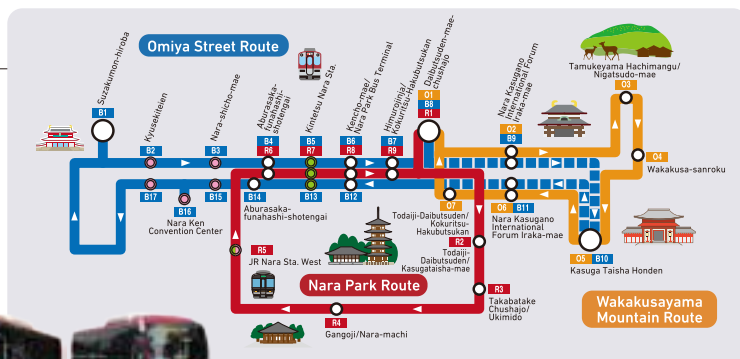 Omiya Street Route
Suzakumon-hiroba
B1
Jyusekiteien
B2
Nara-shicho-mae
B3
Aburasaka-
funahashi-
shotengai
B4
R6
Kintetsu Nara Sta.
B5
R7
Kencho-mae/
Nara Park Bus Terminal
B6
R8
Himurojinja/
Kokuritsu-Hakubutsukan
B7
R9
Daibutsuden-mae-
chushajo
O1
B8
R1
Nara Kasugano
International Forum
Iraka-mae
O2
B9
Tamukeyama Hachimangu/
Nigatsudo-mae
O3
O4
Wakakusa-sanroku
B17
B16
Nara Ken
Convention Center
B15
B14
Aburasaka-
funahashi-shotengai
B13
B12
O7
Todaiji-Daibutsuden/
Kokuritsu-
Hakubutsukan
O6 B11
Nara Kasugano
International
Forum Iraka-mae
O5 B10
Kasuga Taisha Honden
R2
Todaiji-
Daibutsuden/
Kasugataisha-mae
R5
JR Nara Sta. West
Nara Park Route
R3
Takabatake
Chushajo/
Ukimido
R4
Gangoji/Nara-machi
Wakakusayama
Mountain Route